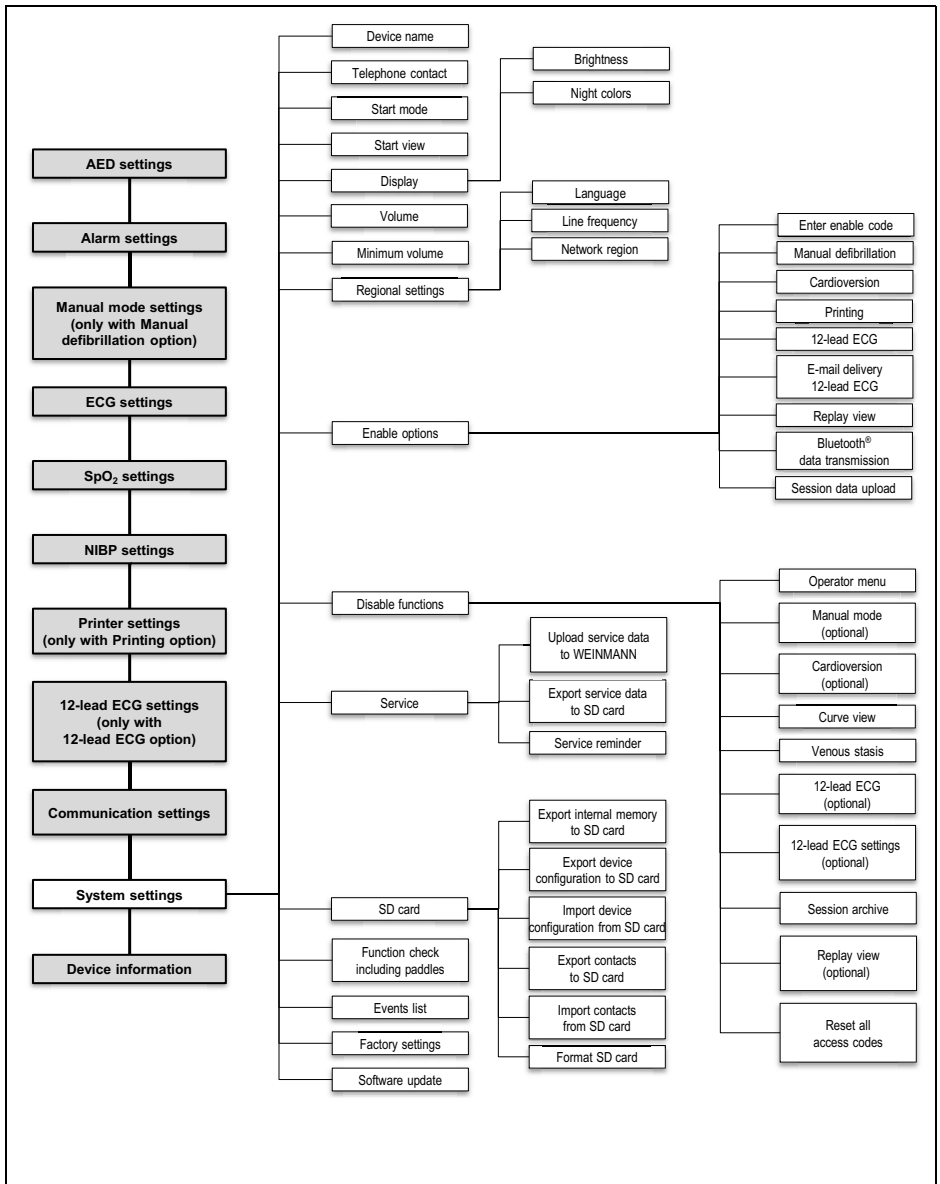 AED settings
Alarm settings
Manual mode settings
(only with Manual
defibrillation option)
ECG settings
SpO₂ settings
NIBP settings
Printer settings
(only with Printing option)
12-lead ECG settings
(only with
12-lead ECG option)
Communication settings
System settings
Device information
Device name
Telephone contact
Start mode
Start view
Display
Volume
Minimum volume
Regional settings
Enable options
Disable functions
Service
SD card
Function check
including paddles
Events list
Factory settings
Software update
Brightness
Night colors
Language
Line frequency
Network region
Upload service data
to WEINMANN
Export service data
to SD card
Service reminder
Export internal memory
to SD card
Export device
configuration to SD card
Import device
configuration from SD card
Export contacts
to SD card
Import contacts
from SD card
Format SD card
Enter enable code
Manual defibrillation
Cardioversion
Printing
12-lead ECG
E-mail delivery
12-lead ECG
Replay view
Bluetooth®
data transmission
Session data upload
Operator menu
Manual mode
(optional)
Cardioversion
(optional)
Curve view
Venous stasis
12-lead ECG
(optional)
12-lead ECG settings
(optional)
Session archive
Replay view
(optional)
Reset all
access codes